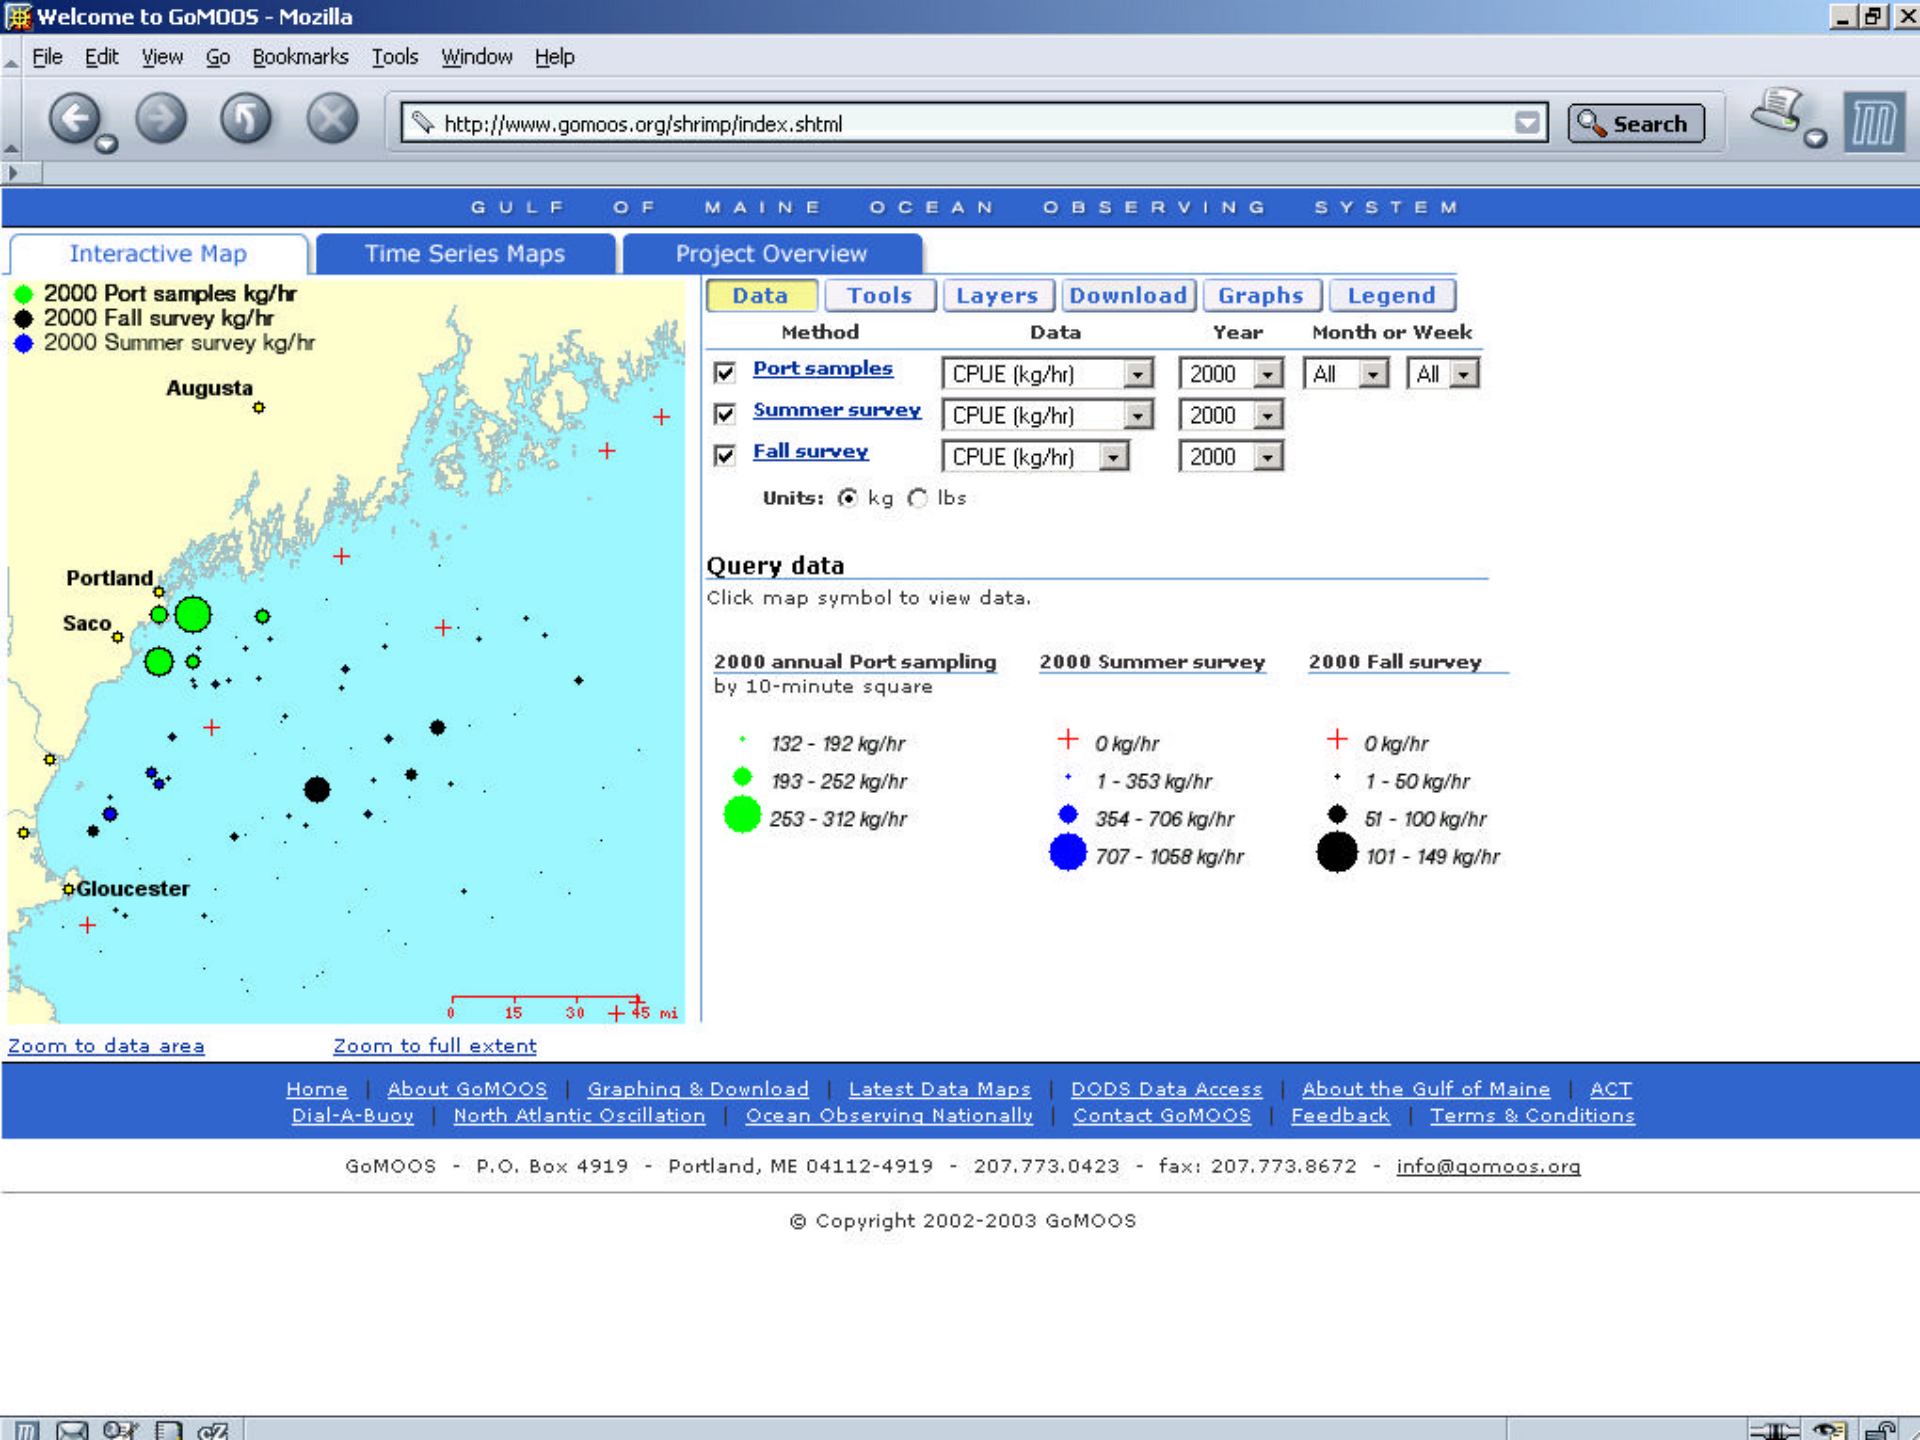 Welcome to GoMOOS - Mozilla
File Edit View Go Bookmarks Tools Window Help
http://www.gomoos.org/shrimp/index.shtml Search
GULF OF MAINE OCEAN OBSERVING SYSTEM
Interactive Map Time Series Maps Project Overview
2000 Port samples kg/hr
2000 Fall survey kg/hr
2000 Summer survey kg/hr
Augusta
Portland
Saco
Gloucester
0 15 30 45 mi
Zoom to data area Zoom to full extent
Data Tools Layers Download Graphs Legend
Method Data Year Month or Week
Port samples CPUE (kg/hr) 2000 All All
Summer survey CPUE (kg/hr) 2000
Fall survey CPUE (kg/hr) 2000
Units: kg lbs
Query data
Click map symbol to view data.
2000 annual Port sampling
by 10-minute square
132 - 192 kg/hr
193 - 252 kg/hr
253 - 312 kg/hr
2000 Summer survey
0 kg/hr
1 - 353 kg/hr
354 - 706 kg/hr
707 - 1058 kg/hr
2000 Fall survey
0 kg/hr
1 - 50 kg/hr
51 - 100 kg/hr
101 - 149 kg/hr
Home | About GoMOOS | Graphing & Download | Latest Data Maps | DODS Data Access | About the Gulf of Maine | ACT
Dial-A-Buoy | North Atlantic Oscillation | Ocean Observing Nationally | Contact GoMOOS | Feedback | Terms & Conditions
GoMOOS - P.O. Box 4919 - Portland, ME 04112-4919 - 207.773.0423 - fax: 207.773.8672 - info@gomoos.org
© Copyright 2002-2003 GoMOOS